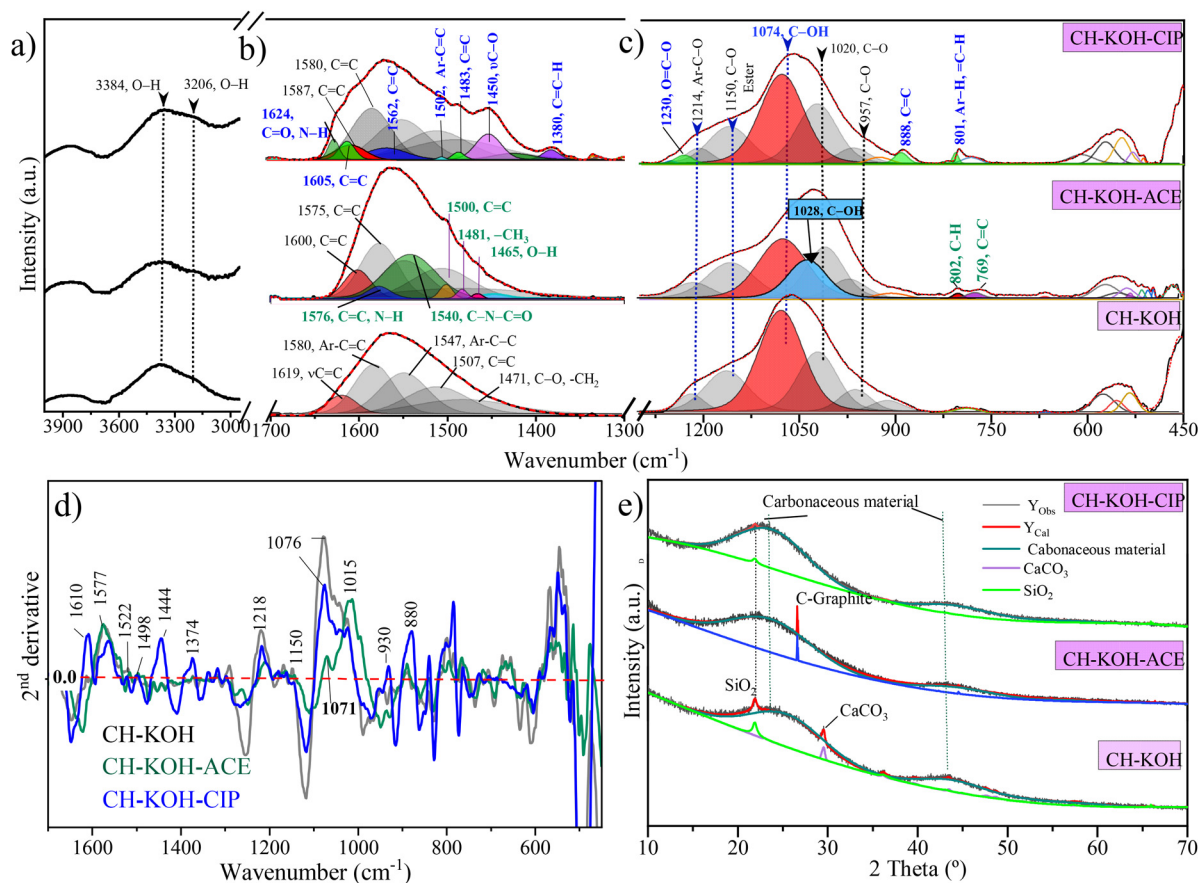 a)
3384, O–H
3206, O–H
Intensity (a.u.)
3900
3600
3300
3000
b)
1580, C=C
1587, C=C
1624,
C=O, N–H
1605, C=C
1562, C=C
1502, Ar-C=C
1483, C=C
1450, υC–O
1380, C=C–H
1575, C=C
1600, C=C
1500, C=C
1481, –CH3
1465, O–H
1576, C=C, N–H
1540, C–N–C=O
1580, Ar-C=C
1547, Ar-C–C
1619, νC=C
1507, C=C
1471, C–O, -CH2
1700
1600
1500
1400
1300
c)
1230, O=C–O
1214, Ar-C–O
1150, C–O
Ester
1074, C–OH
1020, C–O
957, C–O
888, C=C
801, Ar–H, =C–H
CH-KOH-CIP
CH-KOH-ACE
1028, C–OH
802, C-H
769, C=C
CH-KOH
1200
1050
900
750
600
450
Wavenumber (cm-1)
d)
2nd derivative
0.0
1610
1577
1522
1498
1444
1374
1218
1150
1076
1071
1015
930
880
CH-KOH
CH-KOH-ACE
CH-KOH-CIP
1600
1400
1200
1000
800
600
Wavenumber (cm-1)
e)
Carbonaceous material
CH-KOH-CIP
YObs
YCal
Cabonaceous material
CaCO3
SiO2
C-Graphite
CH-KOH-ACE
SiO2
CaCO3
CH-KOH
Intensity (a.u.)
D
10
20
30
40
50
60
70
2 Theta (º)